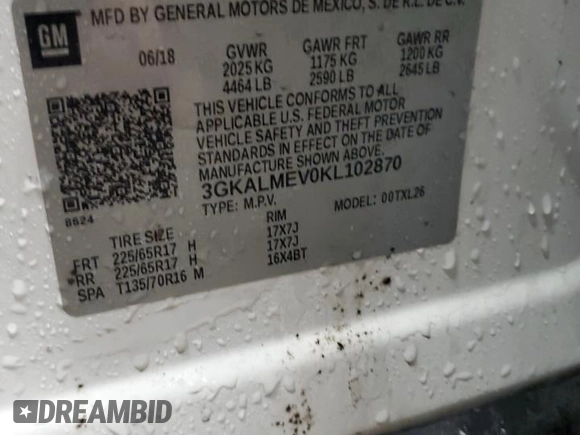 MFD BY GENERAL MOTORS DE MEXICO, S. DE R.L. DE C.V.
GM
06/18 GVWR GAWR FRT GAWR RR
2025 KG 1175 KG 1200 KG
4464 LB 2590 LB 2645 LB
THIS VEHICLE CONFORMS TO ALL
APPLICABLE U.S. FEDERAL MOTOR
VEHICLE SAFETY AND THEFT PREVENTION
STANDARDS IN EFFECT ON THE DATE OF
MANUFACTURE SHOWN ABOVE.
3GKALMEV0KL102870
8624
TYPE: M.P.V. MODEL: 00TXL26
TIRE SIZE RIM
FRT 225/65R17 H 17X7J
RR 225/65R17 H 17X7J
SPA T135/70R16 M 16X4BT
DREAMBID